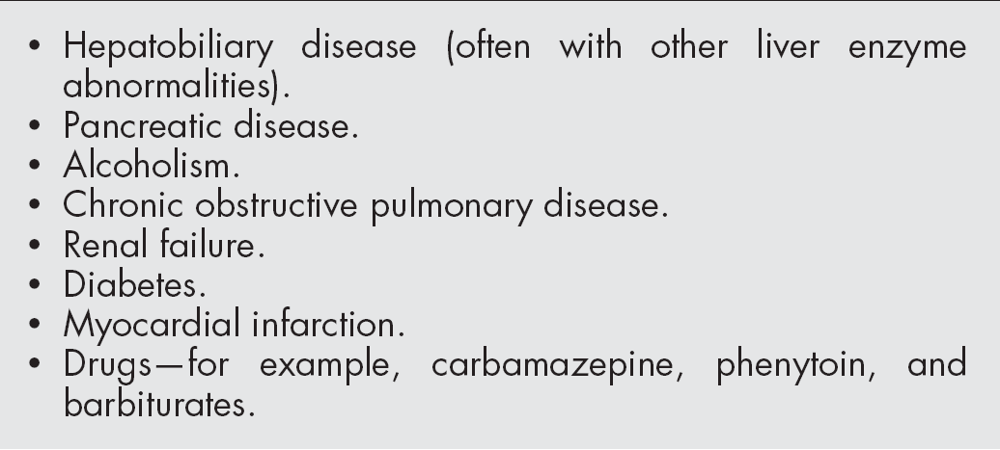 • Hepatobiliary disease (often with other liver enzyme
abnormalities).
• Pancreatic disease.
• Alcoholism.
• Chronic obstructive pulmonary disease.
• Renal failure.
• Diabetes.
• Myocardial infarction.
• Drugs—for example, carbamazepine, phenytoin, and
barbiturates.